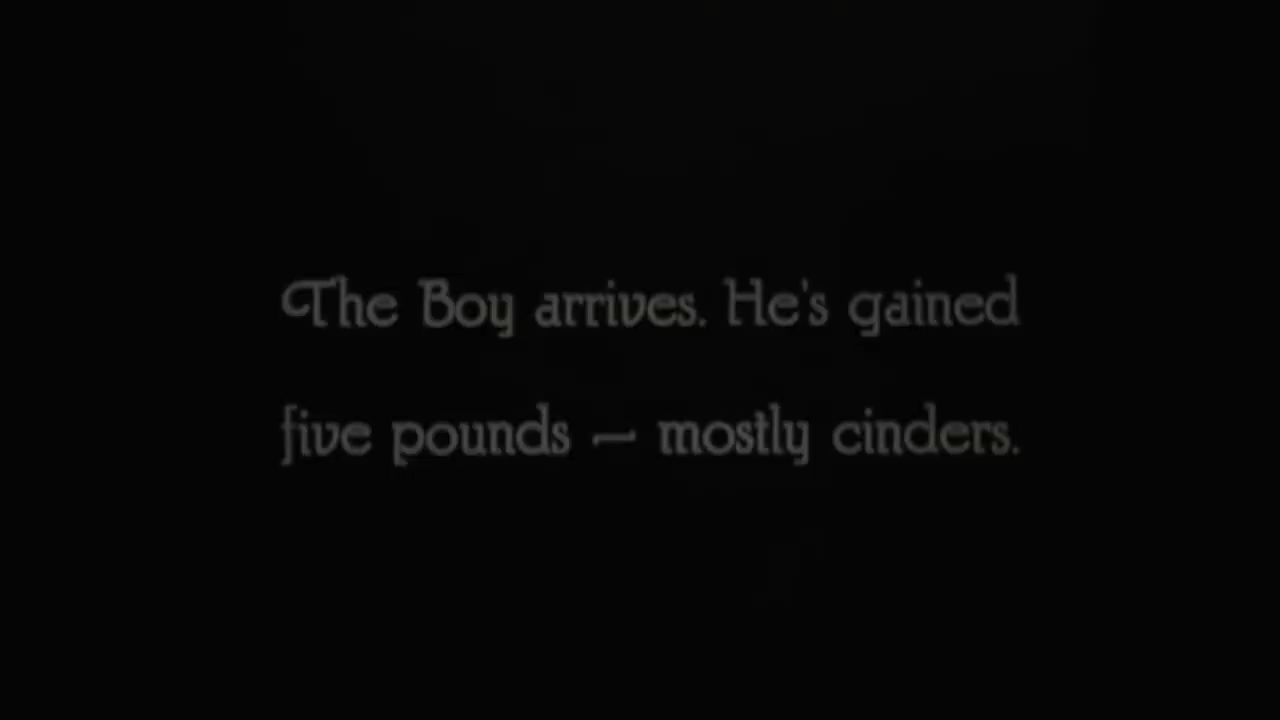 The Boy arrives. He's gained
five pounds — mostly cinders.